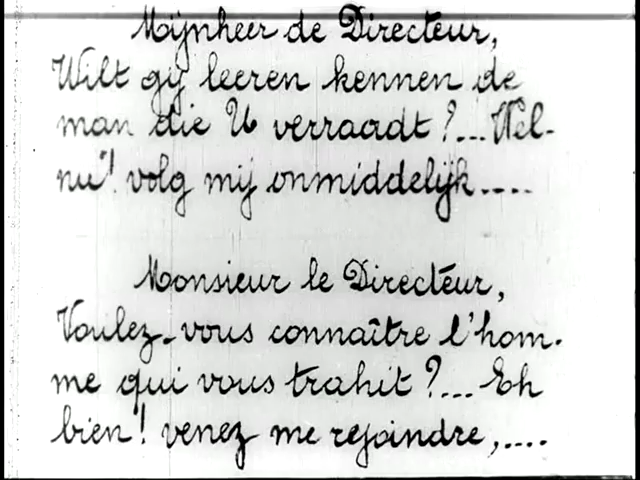 Mijnheer de Directeur,
Wilt gy leeren kennen de
man die U verraadt ?... Wel-
nu ! volg mij onmiddelijk.....
Monsieur le Directeur,
Voulez-vous connaître l'hom-
me qui vous trahit ?... Eh
bien ! venez me rejoindre,....